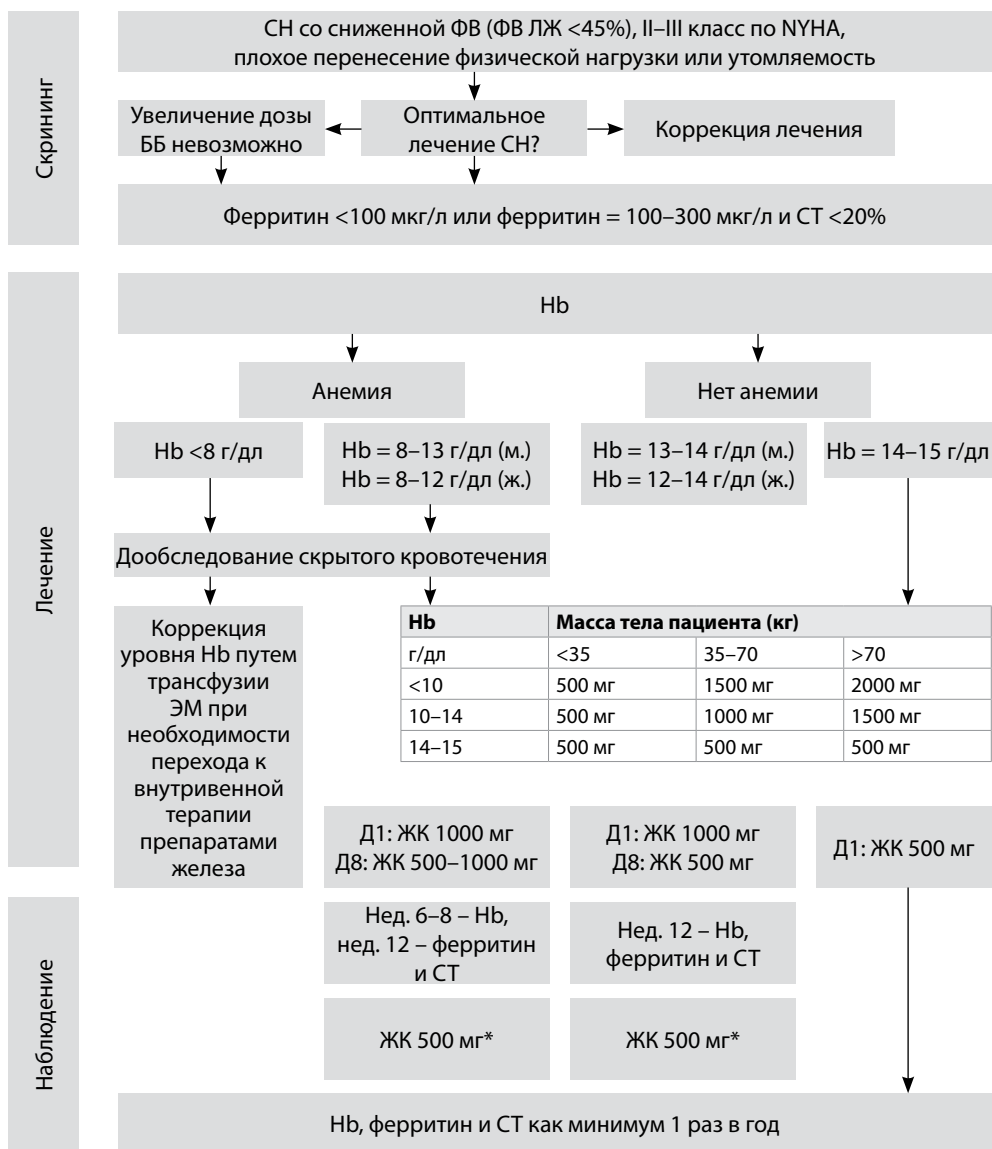 Скрининг
СН со сниженной ФВ (ФВ ЛЖ <45%), II–III класс по NYHA,
плохое перенесение физической нагрузки или утомляемость
Увеличение дозы
ББ невозможно
Оптимальное
лечение СН?
Коррекция лечения
Ферритин <100 мкг/л или ферритин = 100–300 мкг/л и СТ <20%
Лечение
Hb
Анемия
Нет анемии
Hb <8 г/дл
Hb = 8–13 г/дл (м.)
Hb = 8–12 г/дл (ж.)
Hb = 13–14 г/дл (м.)
Hb = 12–14 г/дл (ж.)
Hb = 14–15 г/дл
Дообследование скрытого кровотечения
Коррекция
уровня Hb путем
трансфузии
ЭМ при
необходимости
перехода к
внутривенной
терапии
препаратами
железа
Hb Масса тела пациента (кг)
г/дл <35 35–70 >70
<10 500 мг 1500 мг 2000 мг
10–14 500 мг 1000 мг 1500 мг
14–15 500 мг 500 мг 500 мг
Д1: ЖК 1000 мг
Д8: ЖК 500–1000 мг
Д1: ЖК 1000 мг
Д8: ЖК 500 мг
Д1: ЖК 500 мг
Наблюдение
Нед. 6–8 – Hb,
нед. 12 – ферритин
и СТ
Нед. 12 – Hb,
ферритин и СТ
ЖК 500 мг*
ЖК 500 мг*
Hb, ферритин и СТ как минимум 1 раз в год